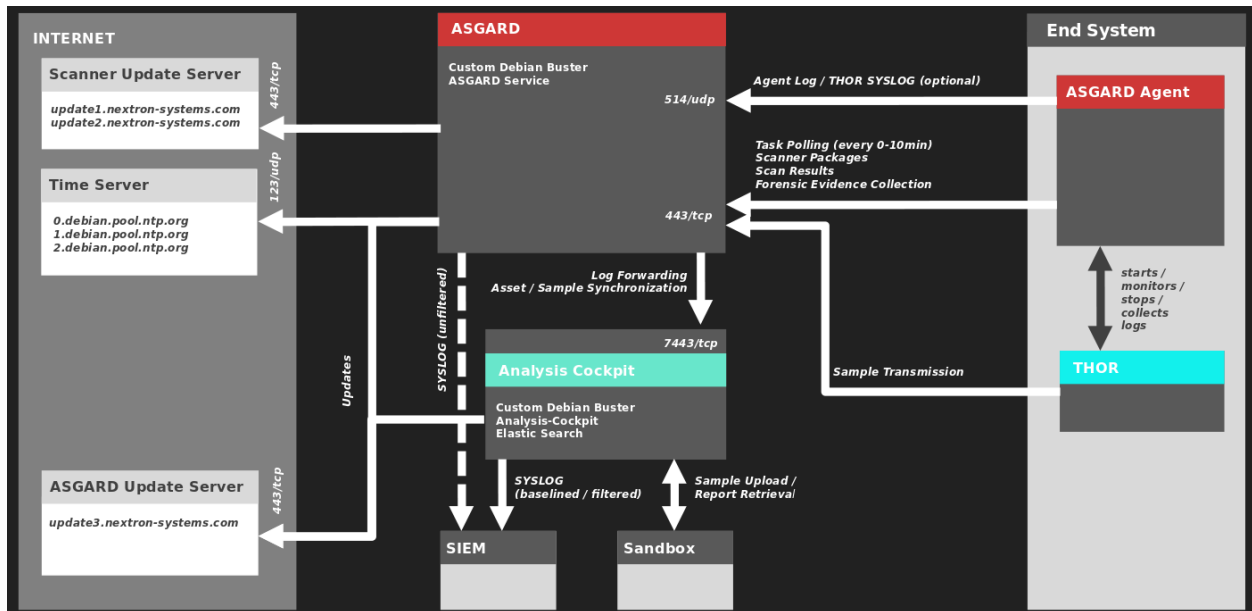 INTERNET
Scanner Update Server
update1.nextron-systems.com
update2.nextron-systems.com
443/tcp
Time Server
0.debian.pool.ntp.org
1.debian.pool.ntp.org
2.debian.pool.ntp.org
123/udp
ASGARD Update Server
update3.nextron-systems.com
443/tcp
Updates
ASGARD
Custom Debian Buster
ASGARD Service
514/udp
443/tcp
SYSLOG (unfiltered)
Log Forwarding
Asset / Sample Synchronization
7443/tcp
Analysis Cockpit
Custom Debian Buster
Analysis-Cockpit
Elastic Search
SYSLOG
(baselined / filtered)
Sample Upload /
Report Retrieval
SIEM
Sandbox
Agent Log / THOR SYSLOG (optional)
Task Polling (every 0-10min)
Scanner Packages
Scan Results
Forensic Evidence Collection
Sample Transmission
End System
ASGARD Agent
starts /
monitors /
stops /
collects
logs
THOR